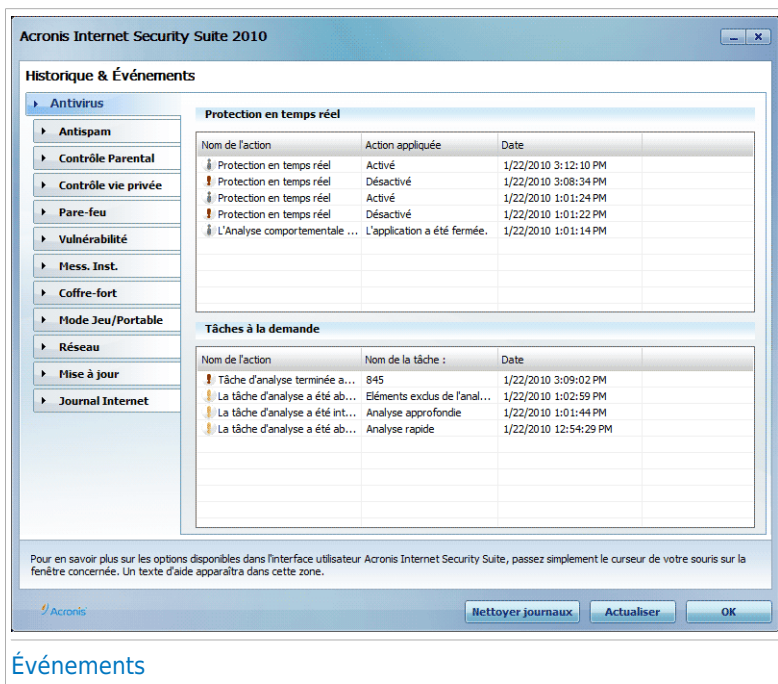 Acronis Internet Security Suite 2010
Historique & Événements
Antivirus
Antispam
Contrôle Parental
Contrôle vie privée
Pare-feu
Vulnérabilité
Mess. Inst.
Coffre-fort
Mode Jeu/Portable
Réseau
Mise à jour
Journal Internet
Protection en temps réel
Nom de l'action Action appliquée Date
Protection en temps réel Activé 1/22/2010 3:12:10 PM
Protection en temps réel Désactivé 1/22/2010 3:08:34 PM
Protection en temps réel Activé 1/22/2010 1:01:24 PM
Protection en temps réel Désactivé 1/22/2010 1:01:22 PM
L'Analyse comportementale ... L'application a été fermée. 1/22/2010 1:01:14 PM
Tâches à la demande
Nom de l'action Nom de la tâche : Date
Tâche d'analyse terminée a... 845 1/22/2010 3:09:02 PM
La tâche d'analyse a été ab... Eléments exclus de l'anal... 1/22/2010 1:02:59 PM
La tâche d'analyse a été int... Analyse approfondie 1/22/2010 1:01:44 PM
La tâche d'analyse a été ab... Analyse rapide 1/22/2010 12:54:29 PM
Pour en savoir plus sur les options disponibles dans l'interface utilisateur Acronis Internet Security Suite, passez simplement le curseur de votre souris sur la
fenêtre concernée. Un texte d'aide apparaîtra dans cette zone.
Acronis
Nettoyer journaux Actualiser OK
Événements